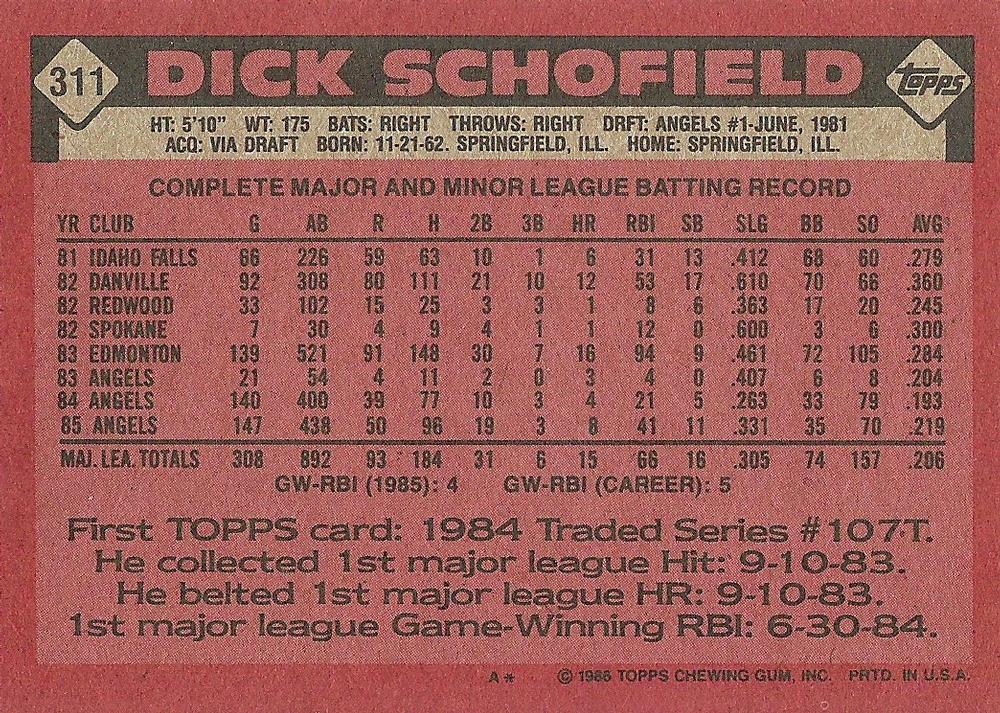 311 DICK SCHOFIELD TOPPS
HT: 5'10" WT: 175 BATS: RIGHT THROWS: RIGHT DRFT: ANGELS #1-JUNE, 1981
ACQ: VIA DRAFT BORN: 11-21-62. SPRINGFIELD, ILL. HOME: SPRINGFIELD, ILL.
COMPLETE MAJOR AND MINOR LEAGUE BATTING RECORD
YR CLUB G AB R H 2B 3B HR RBI SB SLG BB SO AVG
81 IDAHO FALLS 66 226 59 63 10 1 6 31 13 .412 68 60 .279
82 DANVILLE 92 308 80 111 21 10 12 53 17 .610 70 66 .360
82 REDWOOD 33 102 15 25 3 3 1 8 6 .363 17 20 .245
82 SPOKANE 7 30 4 9 4 1 1 12 0 .600 3 6 .300
83 EDMONTON 139 521 91 148 30 7 16 94 9 .461 72 105 .284
83 ANGELS 21 54 4 11 2 0 3 4 0 .407 6 8 .204
84 ANGELS 140 400 39 77 10 3 4 21 5 .263 33 79 .193
85 ANGELS 147 438 50 96 19 3 8 41 11 .331 35 70 .219
MAJ. LEA. TOTALS 308 892 93 184 31 6 15 66 16 .305 74 157 .206
GW-RBI (1985): 4 GW-RBI (CAREER): 5
First TOPPS card: 1984 Traded Series #107T.
He collected 1st major league Hit: 9-10-83.
He belted 1st major league HR: 9-10-83.
1st major league Game-Winning RBI: 6-30-84.
A* © 1986 TOPPS CHEWING GUM, INC. PRTD. IN U.S.A.